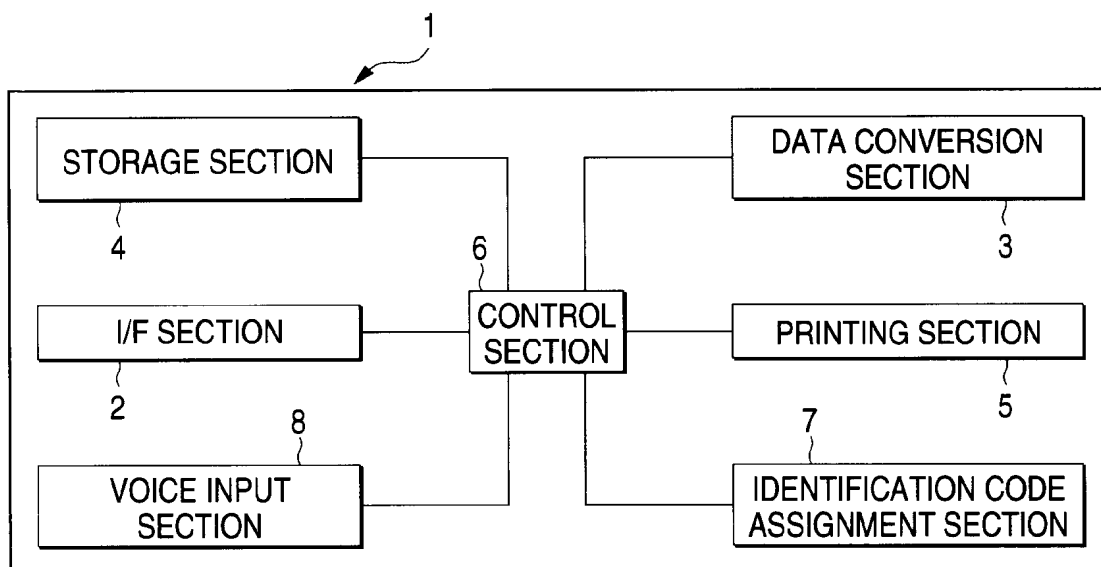 1
STORAGE SECTION
4
DATA CONVERSION
SECTION
3
6
CONTROL
SECTION
I/F SECTION
2
PRINTING SECTION
5
8
VOICE INPUT
SECTION
7
IDENTIFICATION CODE
ASSIGNMENT SECTION